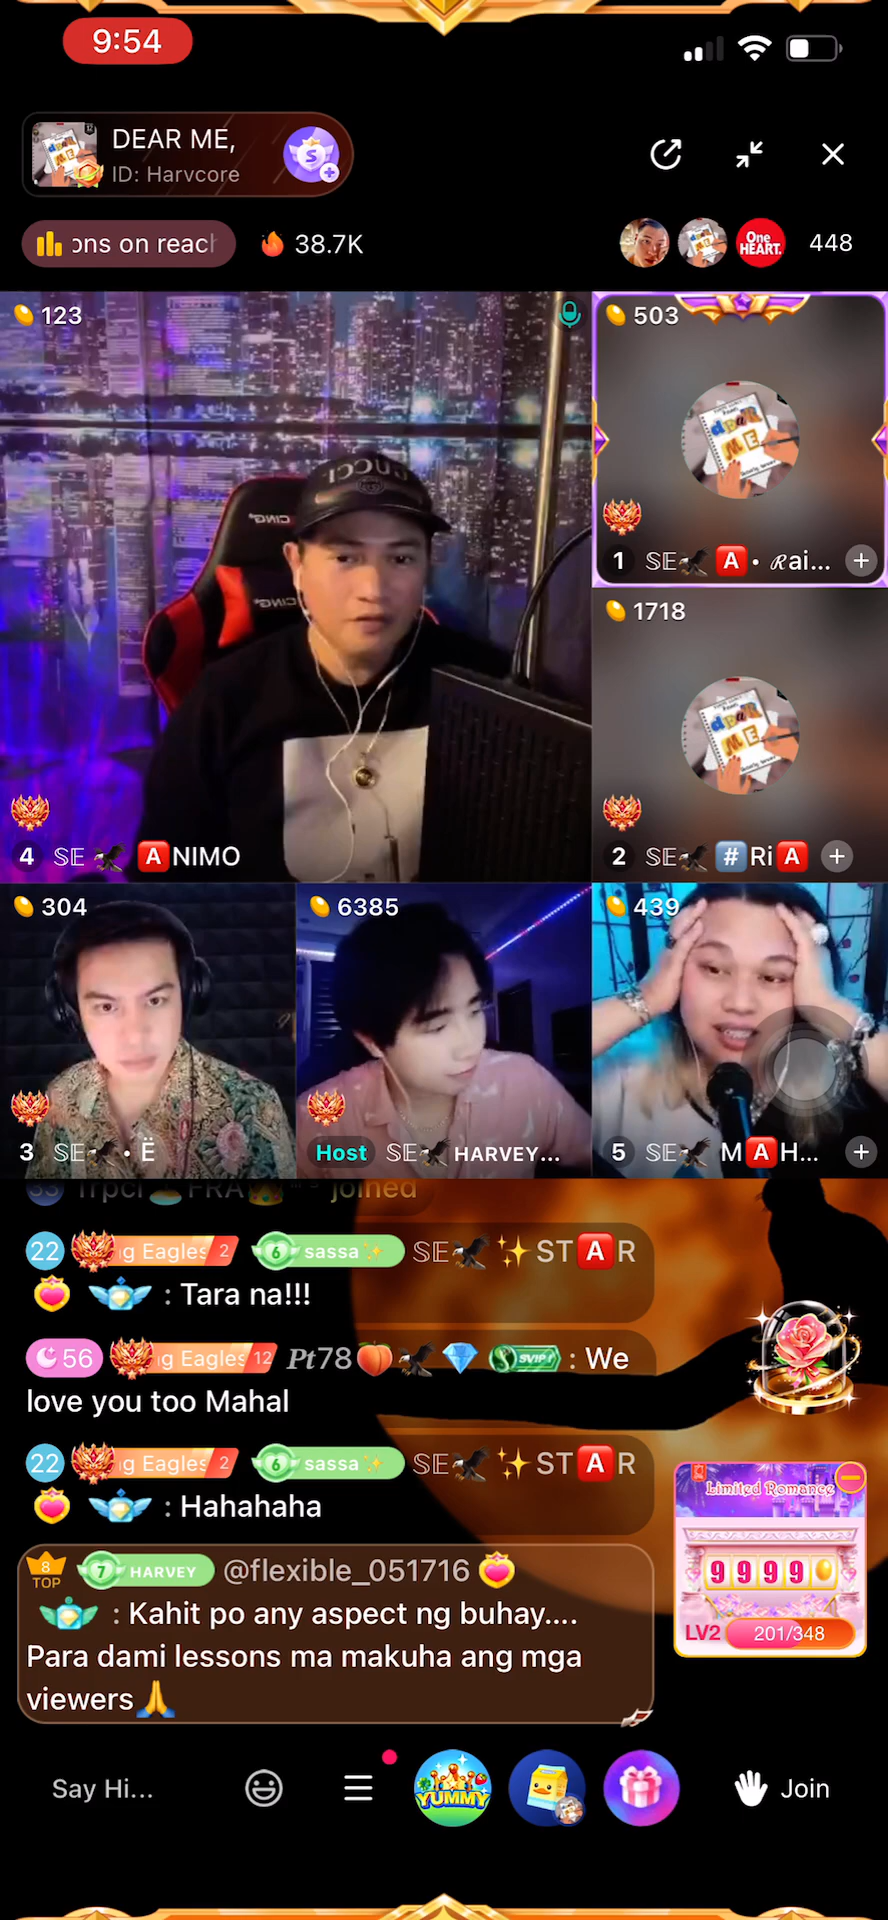 9:54
DEAR ME,
ID: Harvcore
S
ons on reach
38.7K
One
HEART.
448
123
503
GUCCI
1 SE🦅 🅰 • 𝓡ai... +
1718
4 SE 🦅 🅰NIMO
2 SE🦅 #️⃣Ri🅰 +
304
6385
439
3 SE🦅 • Ë
Host SE🦅 HARVEY...
5 SE🦅 M🅰H... +
joined
22 g Eagles 2 6 sassa✨ SE🦅 ✨ST🅰R
: Tara na!!!
56 g Eagles 12 Pt78🍑🦅💎 SVIP1 : We
love you too Mahal
22 g Eagles 2 6 sassa✨ SE🦅 ✨ST🅰R
: Hahahaha
8 TOP 7 HARVEY @flexible_051716
: Kahit po any aspect ng buhay....
Para dami lessons ma makuha ang mga
viewers🙏
Limited Romance
9 9 9 9
LV2 201/348
Say Hi...
YUMMY
Join